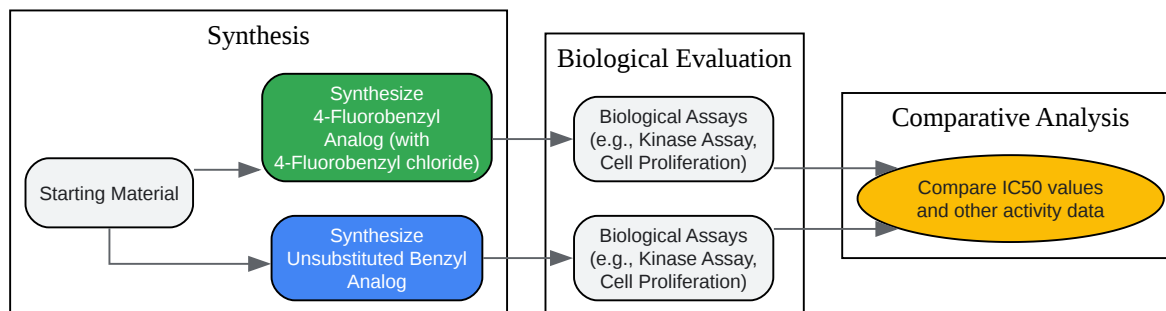 Synthesis
Starting Material
Synthesize
4-Fluorobenzyl
Analog (with
4-Fluorobenzyl chloride)
Synthesize
Unsubstituted Benzyl
Analog
Biological Evaluation
Biological Assays
(e.g., Kinase Assay,
Cell Proliferation)
Biological Assays
(e.g., Kinase Assay,
Cell Proliferation)
Comparative Analysis
Compare IC50 values
and other activity data